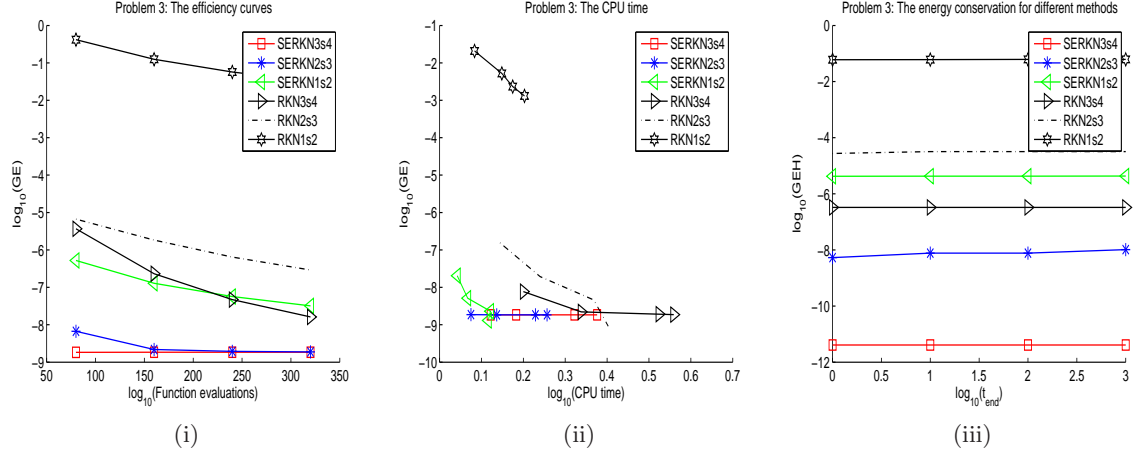 Problem 3: The efficiency curves
0
−1
−2
−3
−4
−5
−6
−7
−8
−9
log10(GE)
50 100 150 200 250 300 350
log10(Function evaluations)
SERKN3s4
SERKN2s3
SERKN1s2
RKN3s4
RKN2s3
RKN1s2
(i)
Problem 3: The CPU time
−1
−2
−3
−4
−5
−6
−7
−8
−9
−10
log10(GE)
0 0.1 0.2 0.3 0.4 0.5 0.6 0.7
log10(CPU time)
SERKN3s4
SERKN2s3
SERKN1s2
RKN3s4
RKN2s3
RKN1s2
(ii)
Problem 3: The energy conservation for different methods
0
−2
−4
−6
−8
−10
−12
log10(GEH)
0 0.5 1 1.5 2 2.5 3
log10(tend)
SERKN3s4
SERKN2s3
SERKN1s2
RKN3s4
RKN2s3
RKN1s2
(iii)